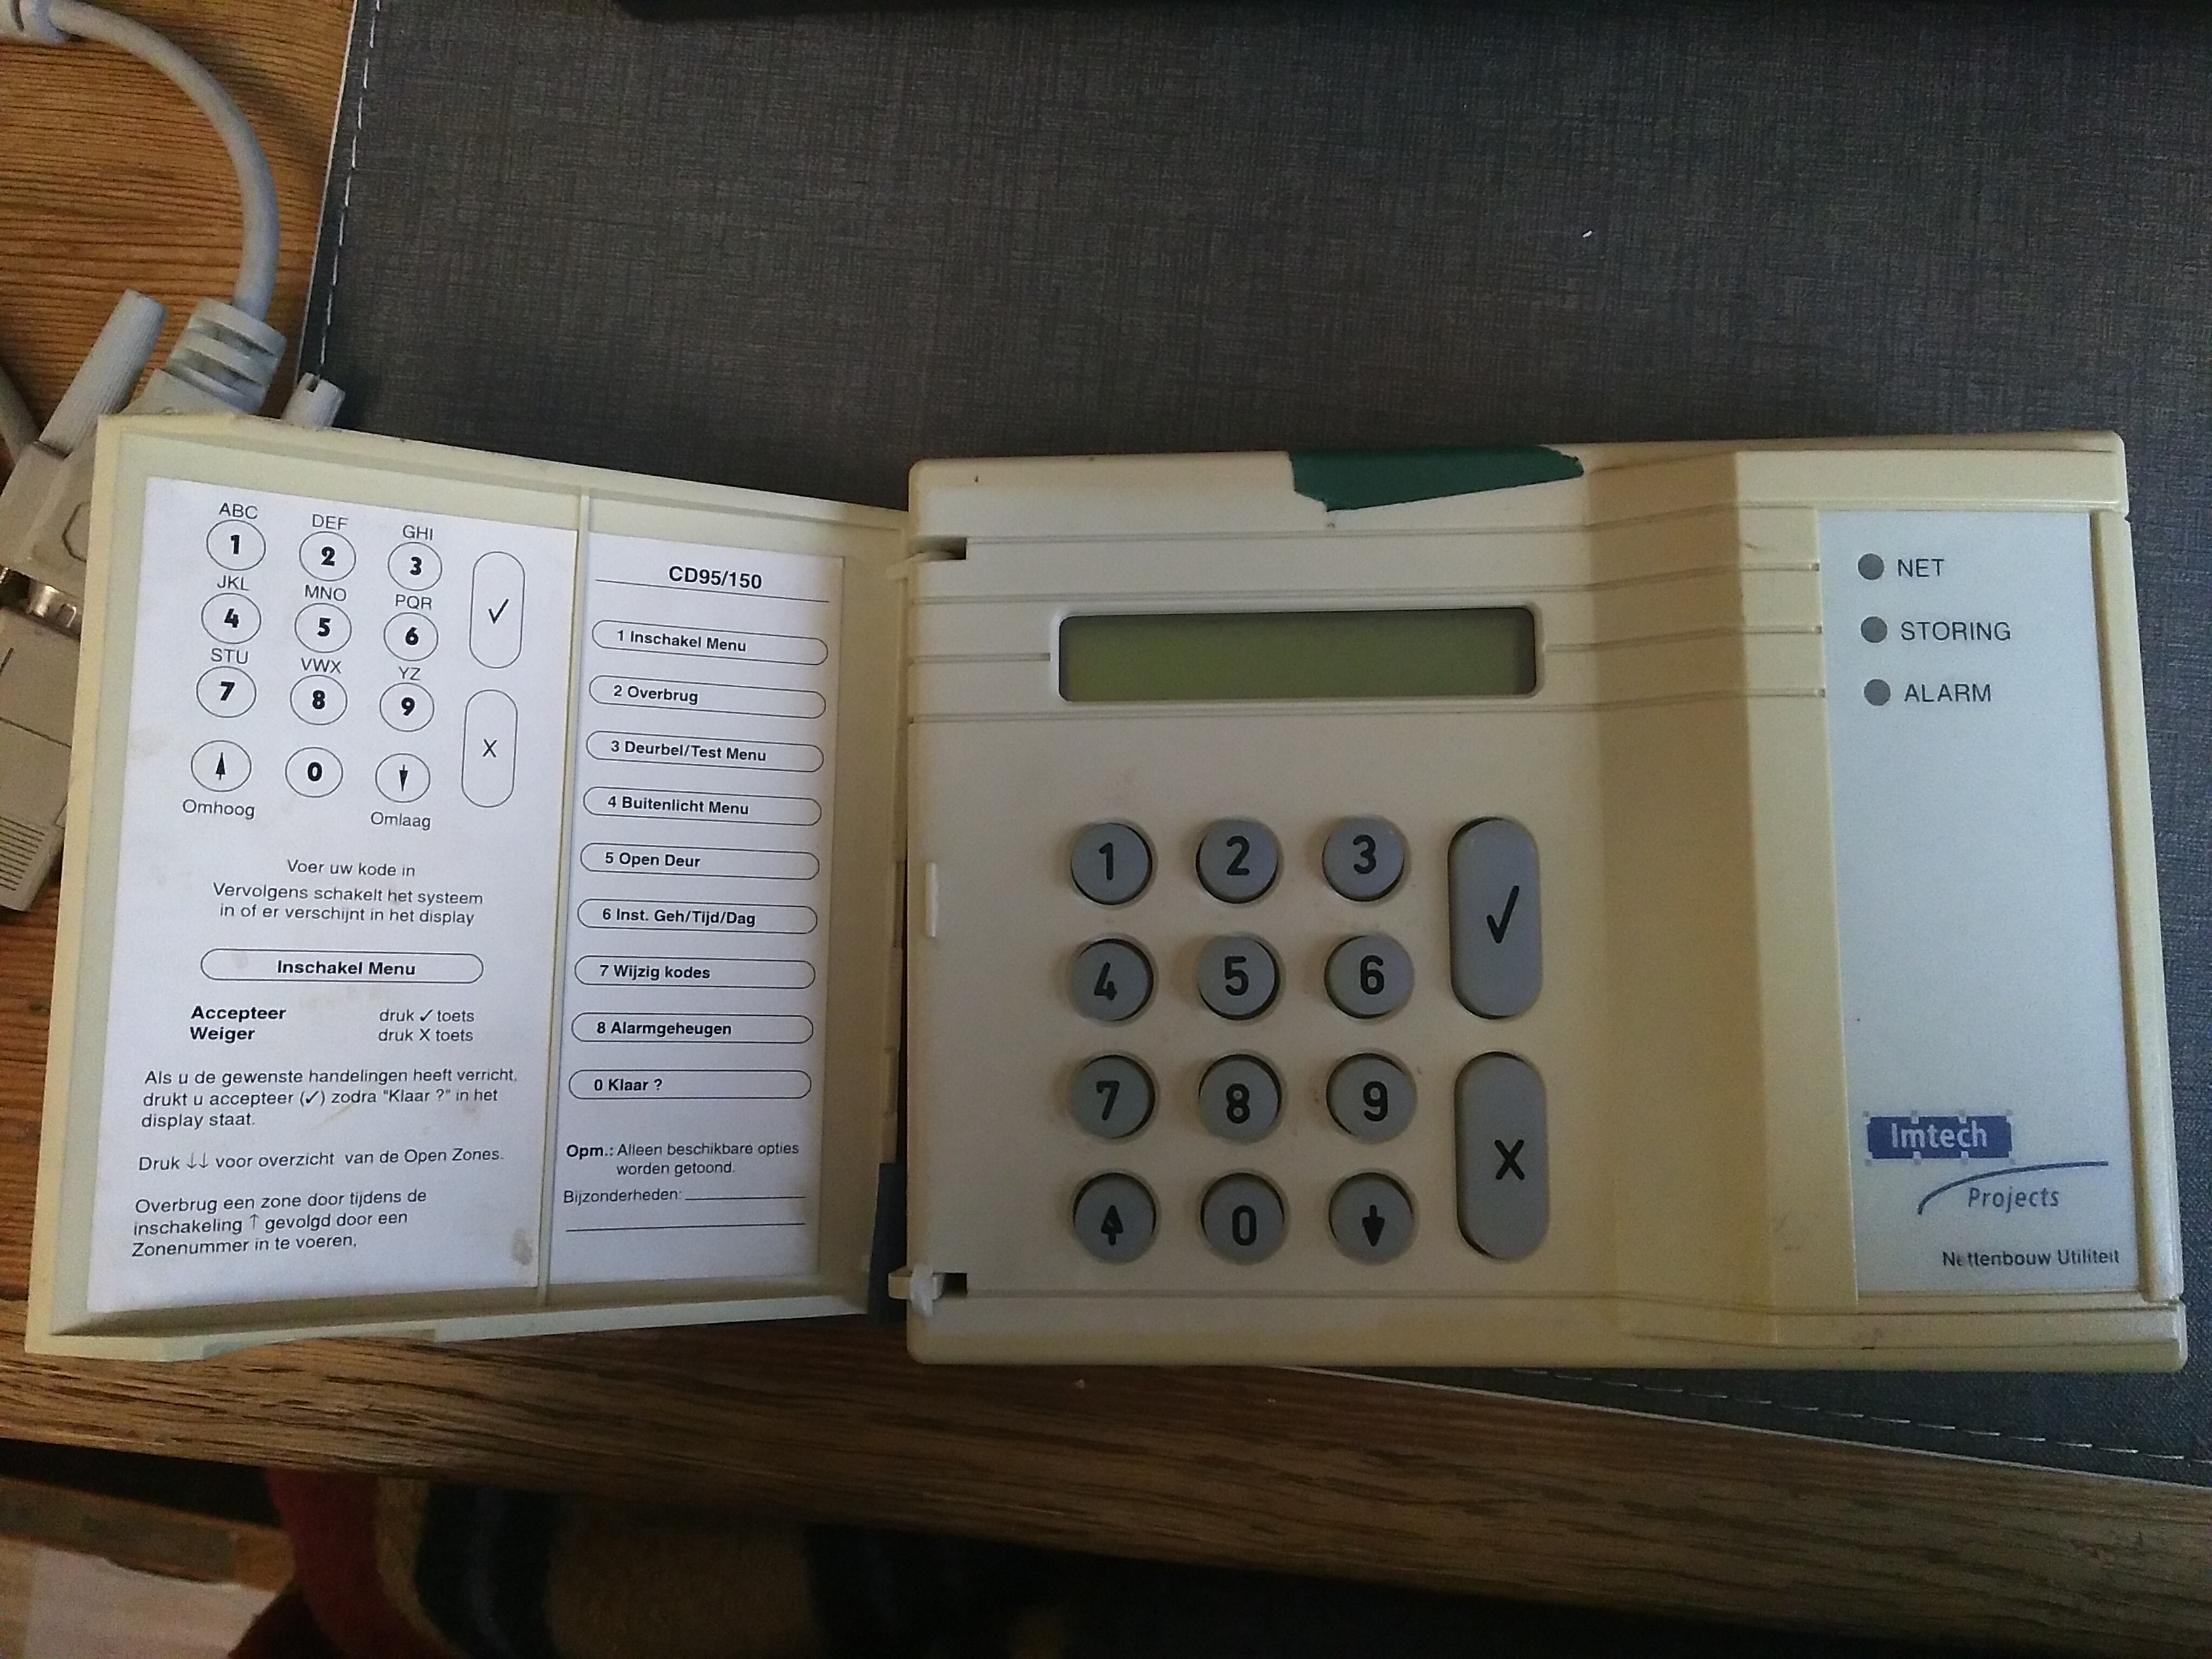 ABC
DEF
GHI
1
2
3
✓
JKL
MNO
PQR
4
5
6
STU
VWX
YZ
7
8
9
X
0
Omhoog
Omlaag
Voer uw kode in
Vervolgens schakelt het systeem
in of er verschijnt in het display
Inschakel Menu
Accepteer druk ✓ toets
Weiger druk X toets
Als u de gewenste handelingen heeft verricht,
drukt u accepteer (✓) zodra "Klaar ?" in het
display staat.
Druk ↓↓ voor overzicht van de Open Zones.
Overbrug een zone door tijdens de
inschakeling ↑ gevolgd door een
Zonenummer in te voeren,
CD95/150
1 Inschakel Menu
2 Overbrug
3 Deurbel/Test Menu
4 Buitenlicht Menu
5 Open Deur
6 Inst. Geh/Tijd/Dag
7 Wijzig kodes
8 Alarmgeheugen
0 Klaar ?
Opm.: Alleen beschikbare opties
worden getoond.
Bijzonderheden:
1 2 3 ✓
4 5 6
7 8 9 X
0
NET
STORING
ALARM
Imtech
Projects
Nettenbouw Utiliteit